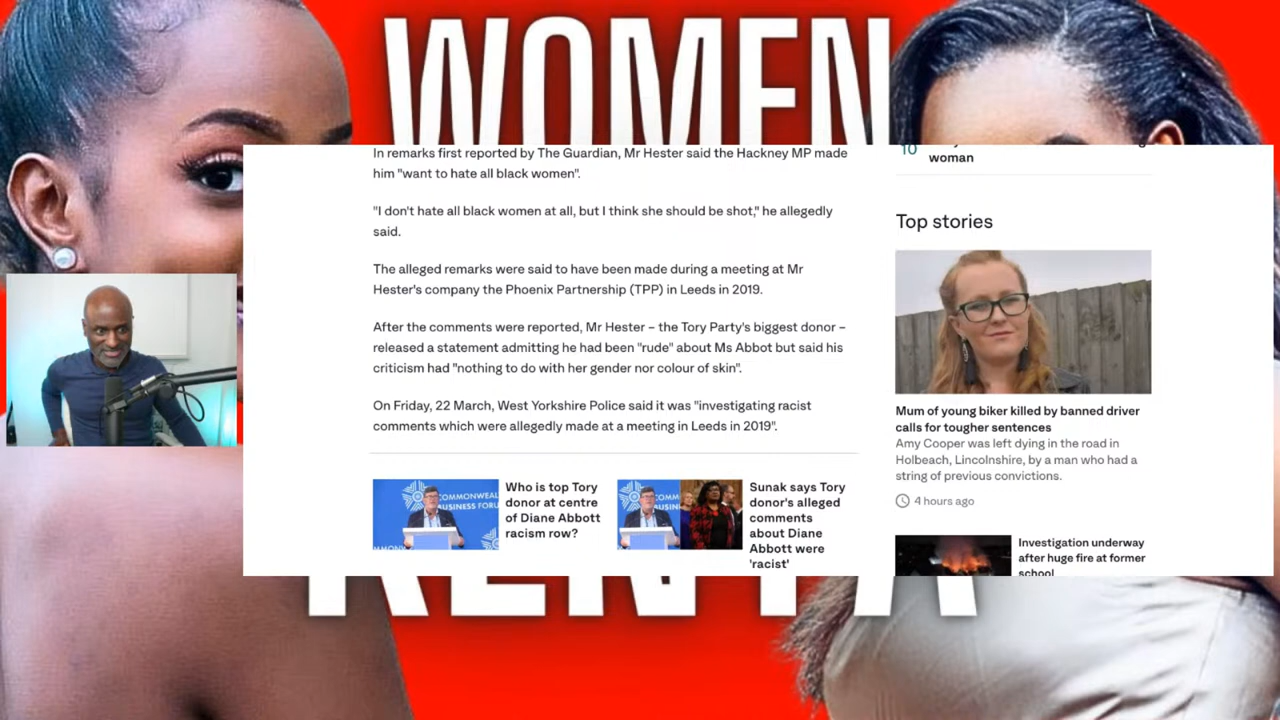 WOMEN
In remarks first reported by The Guardian, Mr Hester said the Hackney MP made
him "want to hate all black women".
"I don't hate all black women at all, but I think she should be shot," he allegedly
said.
The alleged remarks were said to have been made during a meeting at Mr
Hester's company the Phoenix Partnership (TPP) in Leeds in 2019.
After the comments were reported, Mr Hester – the Tory Party's biggest donor –
released a statement admitting he had been "rude" about Ms Abbot but said his
criticism had "nothing to do with her gender nor colour of skin".
On Friday, 22 March, West Yorkshire Police said it was "investigating racist
comments which were allegedly made at a meeting in Leeds in 2019".
Who is top Tory
donor at centre
of Diane Abbott
racism row?
Sunak says Tory
donor's alleged
comments
about Diane
Abbott were
'racist'
10
woman
Top stories
Mum of young biker killed by banned driver
calls for tougher sentences
Amy Cooper was left dying in the road in
Holbeach, Lincolnshire, by a man who had a
string of previous convictions.
4 hours ago
Investigation underway
after huge fire at former
school